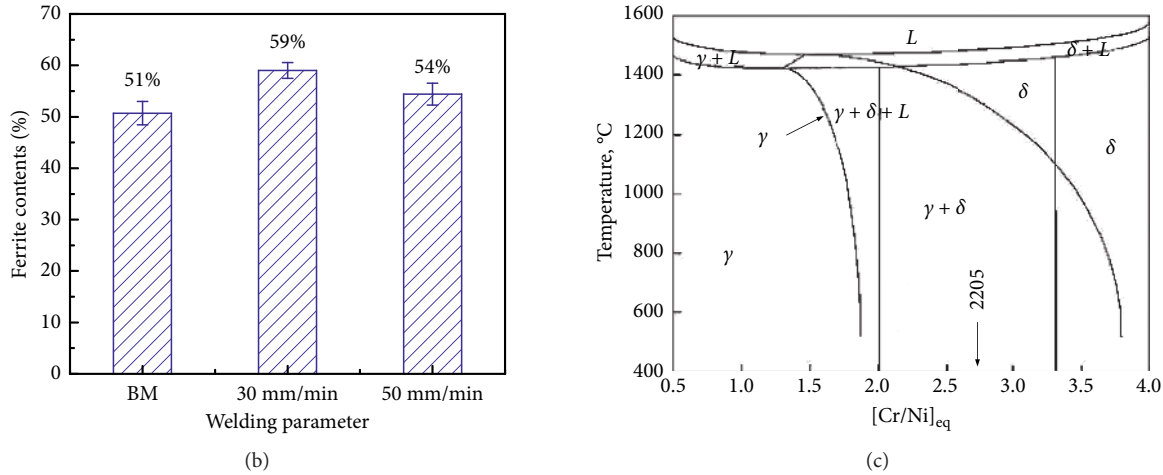 70
60
50
40
30
20
10
0
Ferrite contents (%)
51%
59%
54%
BM
30 mm/min
50 mm/min
Welding parameter
(b)
1600
1400
1200
1000
800
600
400
Temperature, °C
L
γ + L
δ + L
δ
γ + δ + L
γ
δ
γ + δ
γ
2205
0.5
1.0
1.5
2.0
2.5
3.0
3.5
4.0
[Cr/Ni]eq
(c)